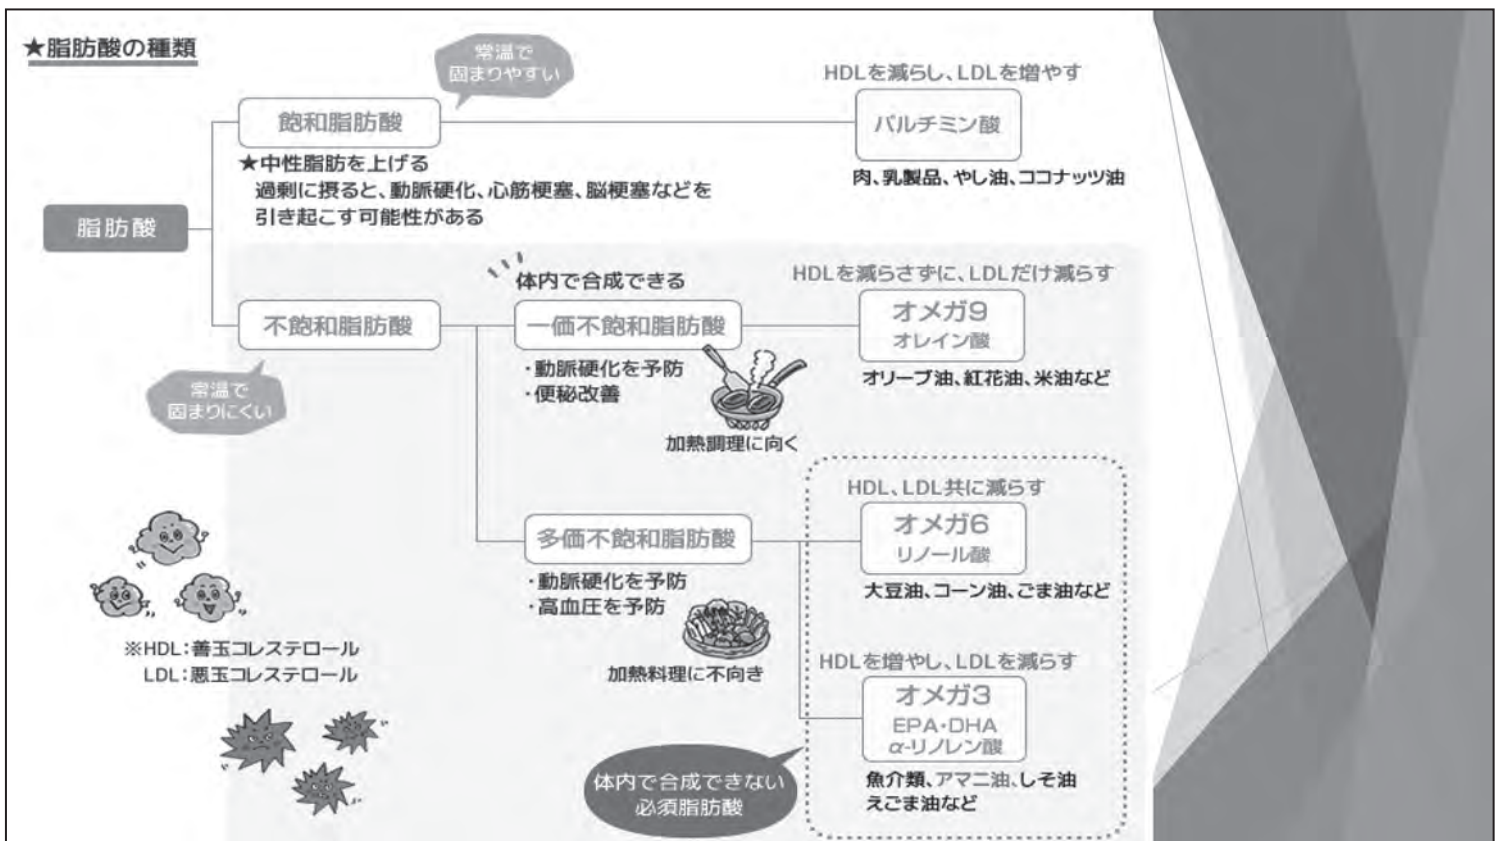 ★脂肪酸の種類
常温で
固まりやすい
HDLを減らし、LDLを増やす
飽和脂肪酸
パルチミン酸
★中性脂肪を上げる
過剰に摂ると、動脈硬化、心筋梗塞、脳梗塞などを
引き起こす可能性がある
肉、乳製品、やし油、ココナッツ油
脂肪酸
体内で合成できる
HDLを減らさずに、LDLだけ減らす
不飽和脂肪酸
一価不飽和脂肪酸
オメガ9
オレイン酸
常温で
固まりにくい
・動脈硬化を予防
・便秘改善
オリーブ油、紅花油、米油など
加熱調理に向く
HDL、LDL共に減らす
多価不飽和脂肪酸
オメガ6
リノール酸
・動脈硬化を予防
・高血圧を予防
大豆油、コーン油、ごま油など
加熱料理に不向き
※HDL：善玉コレステロール
LDL：悪玉コレステロール
HDLを増やし、LDLを減らす
オメガ3
EPA・DHA
α-リノレン酸
体内で合成できない
必須脂肪酸
魚介類、アマニ油、しそ油
えごま油など